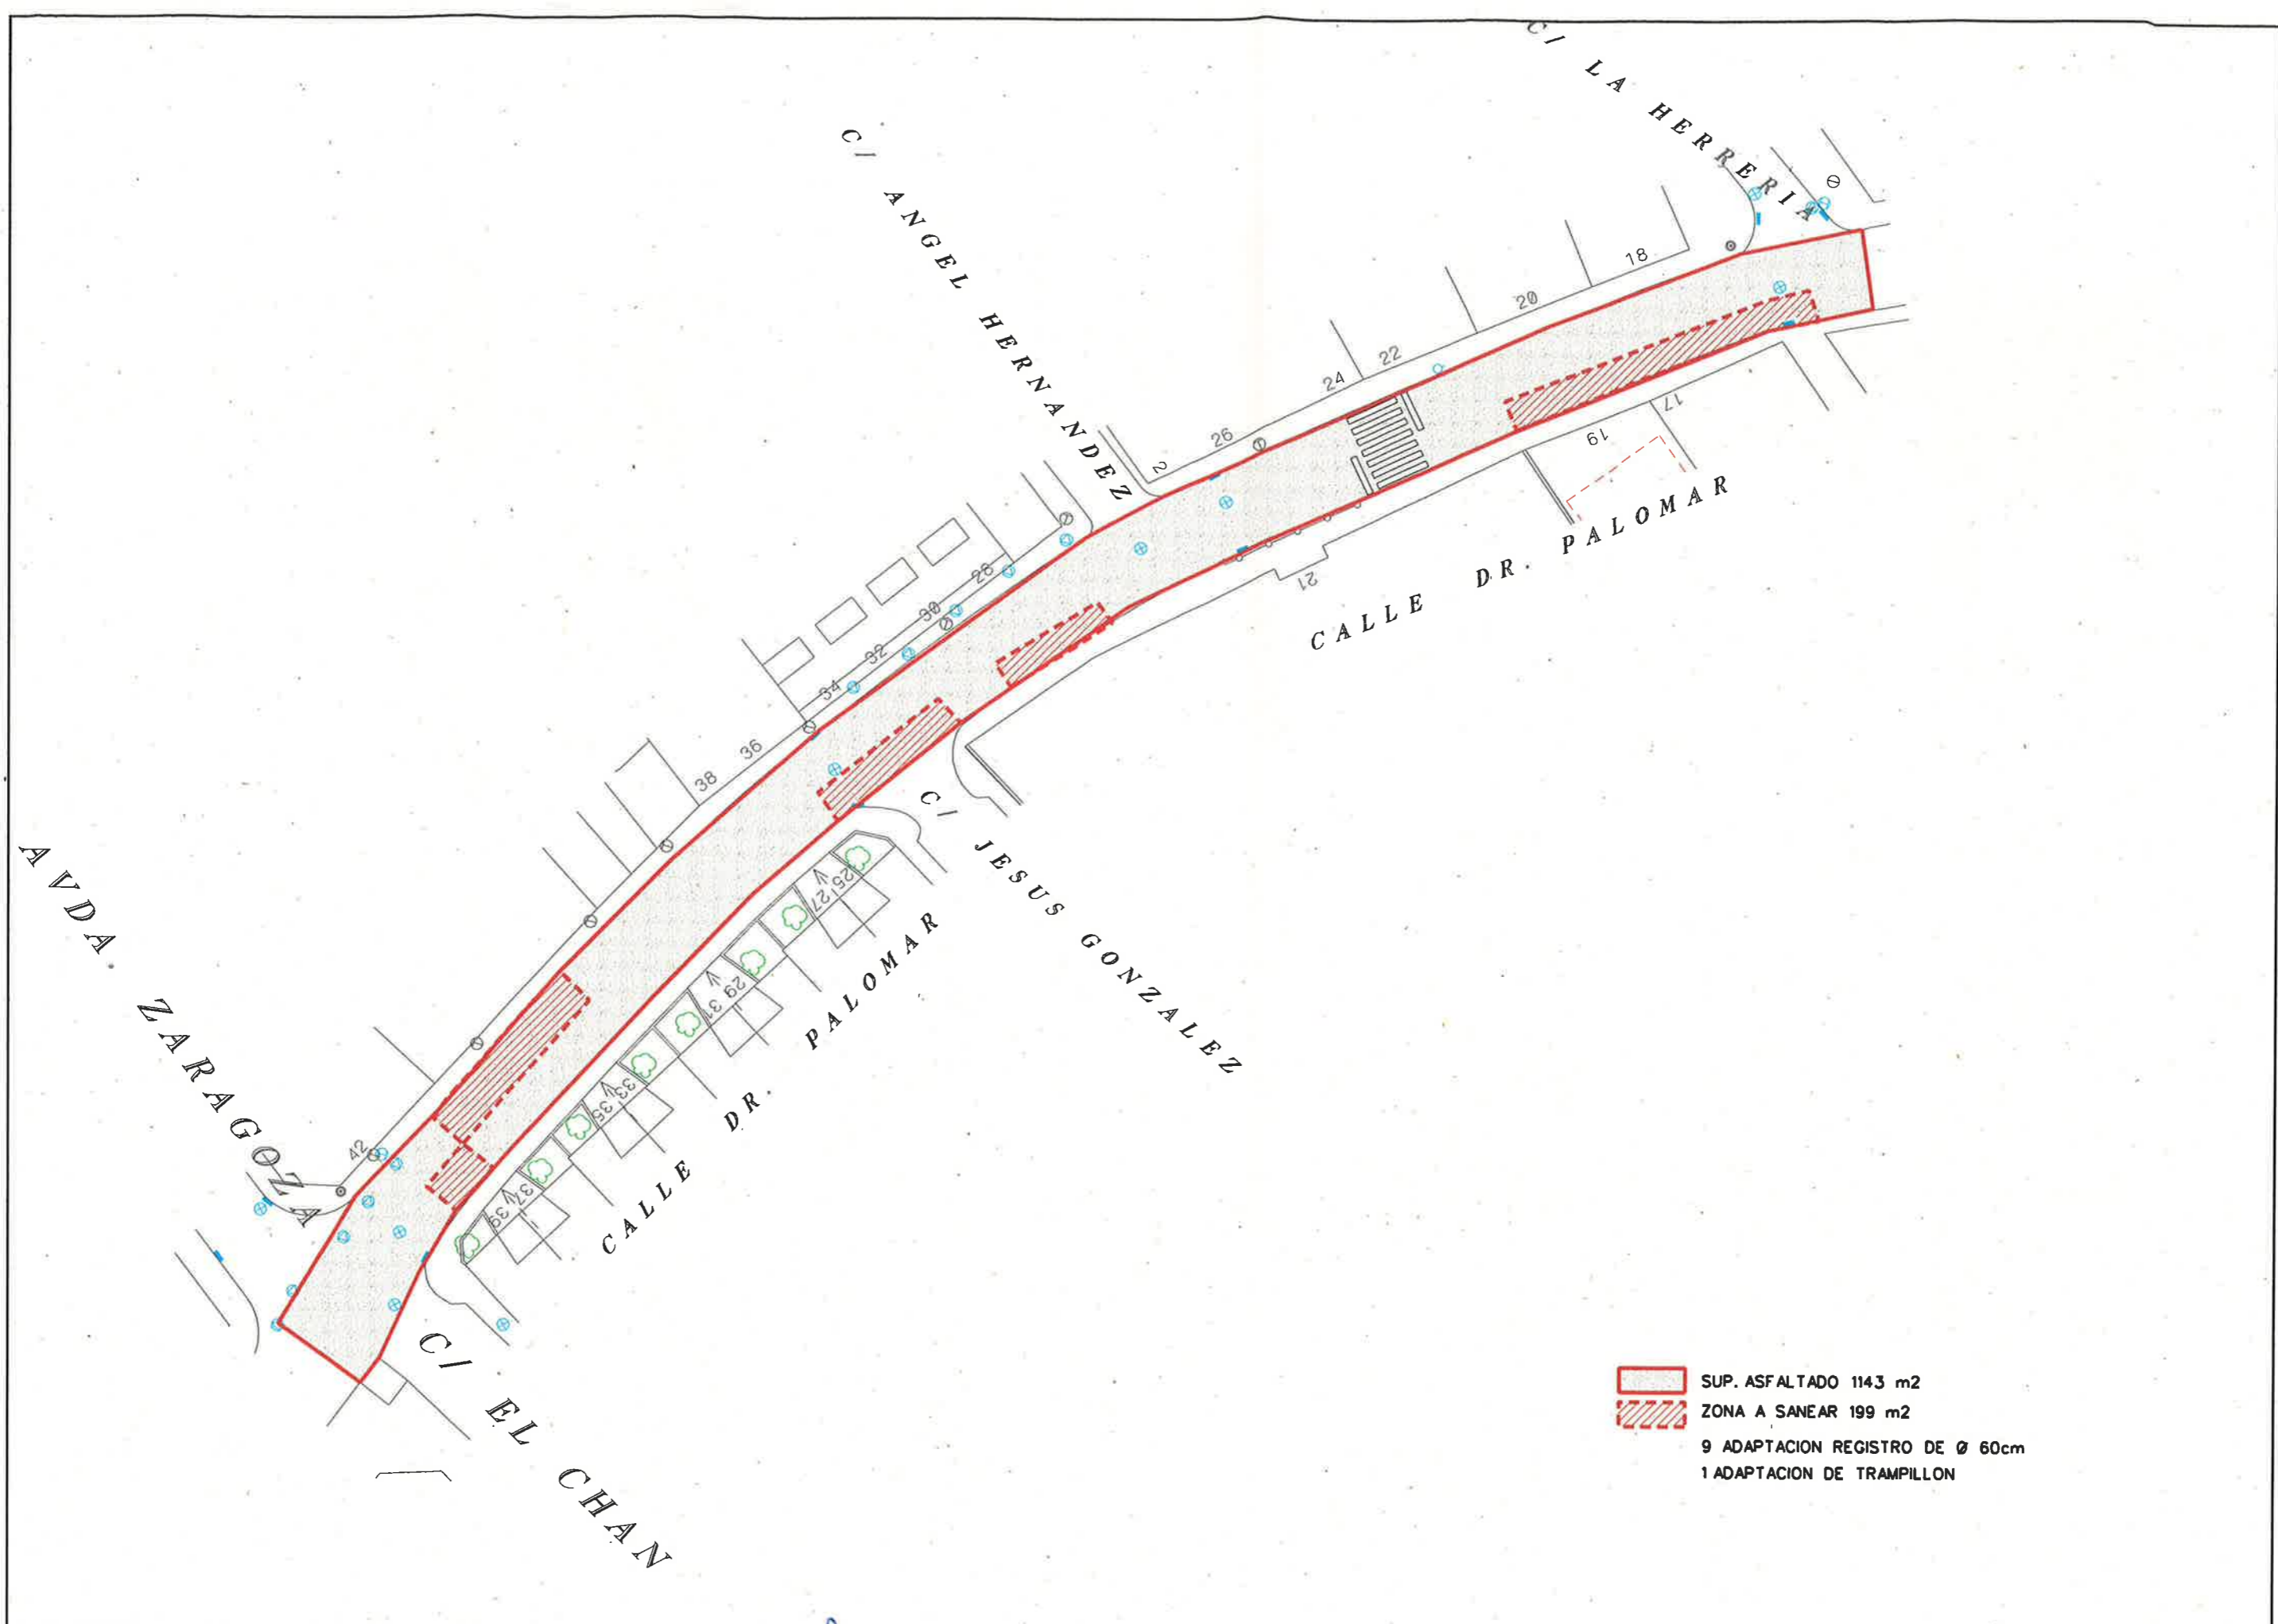 C/ LA HERRERIA
C/ ANGEL HERNANDEZ
18
20
22
24
26
2
17
19
21
CALLE DR. PALOMAR
28
30
32
34
36
38
42
C/ JESUS GONZALEZ
AVDA. ZARAGOZA
25
27
29
31
33
35
37
39
CALLE DR. PALOMAR
C/ EL CHAN
SUP. ASFALTADO 1143 m2
ZONA A SANEAR 199 m2
9 ADAPTACION REGISTRO DE Ø 60cm
1 ADAPTACION DE TRAMPILLON